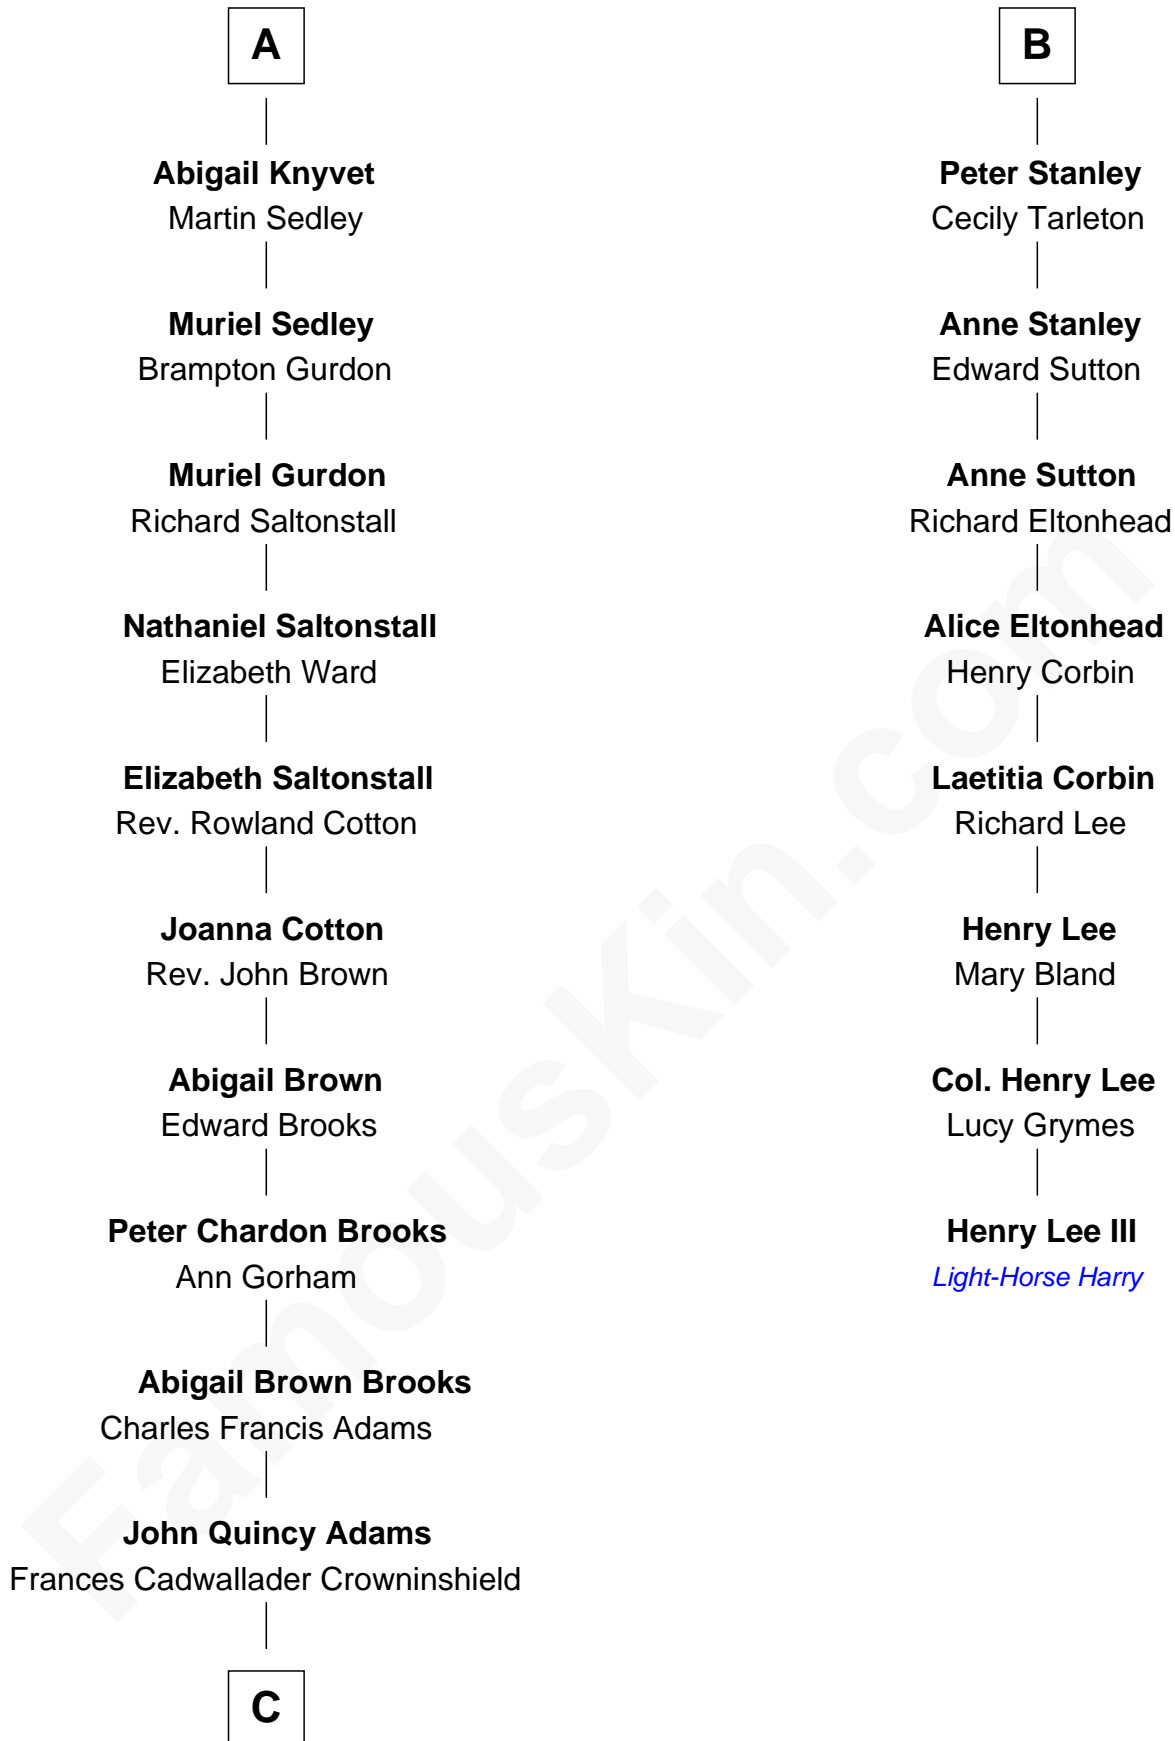 A
Abigail Knyvet
Martin Sedley
Muriel Sedley
Brampton Gurdon
Muriel Gurdon
Richard Saltonstall
Nathaniel Saltonstall
Elizabeth Ward
Elizabeth Saltonstall
Rev. Rowland Cotton
Joanna Cotton
Rev. John Brown
Abigail Brown
Edward Brooks
Peter Chardon Brooks
Ann Gorham
Abigail Brown Brooks
Charles Francis Adams
John Quincy Adams
Frances Cadwallader Crowninshield
C
B
Peter Stanley
Cecily Tarleton
Anne Stanley
Edward Sutton
Anne Sutton
Richard Eltonhead
Alice Eltonhead
Henry Corbin
Laetitia Corbin
Richard Lee
Henry Lee
Mary Bland
Col. Henry Lee
Lucy Grymes
Henry Lee III
Light-Horse Harry
FamousKin.com